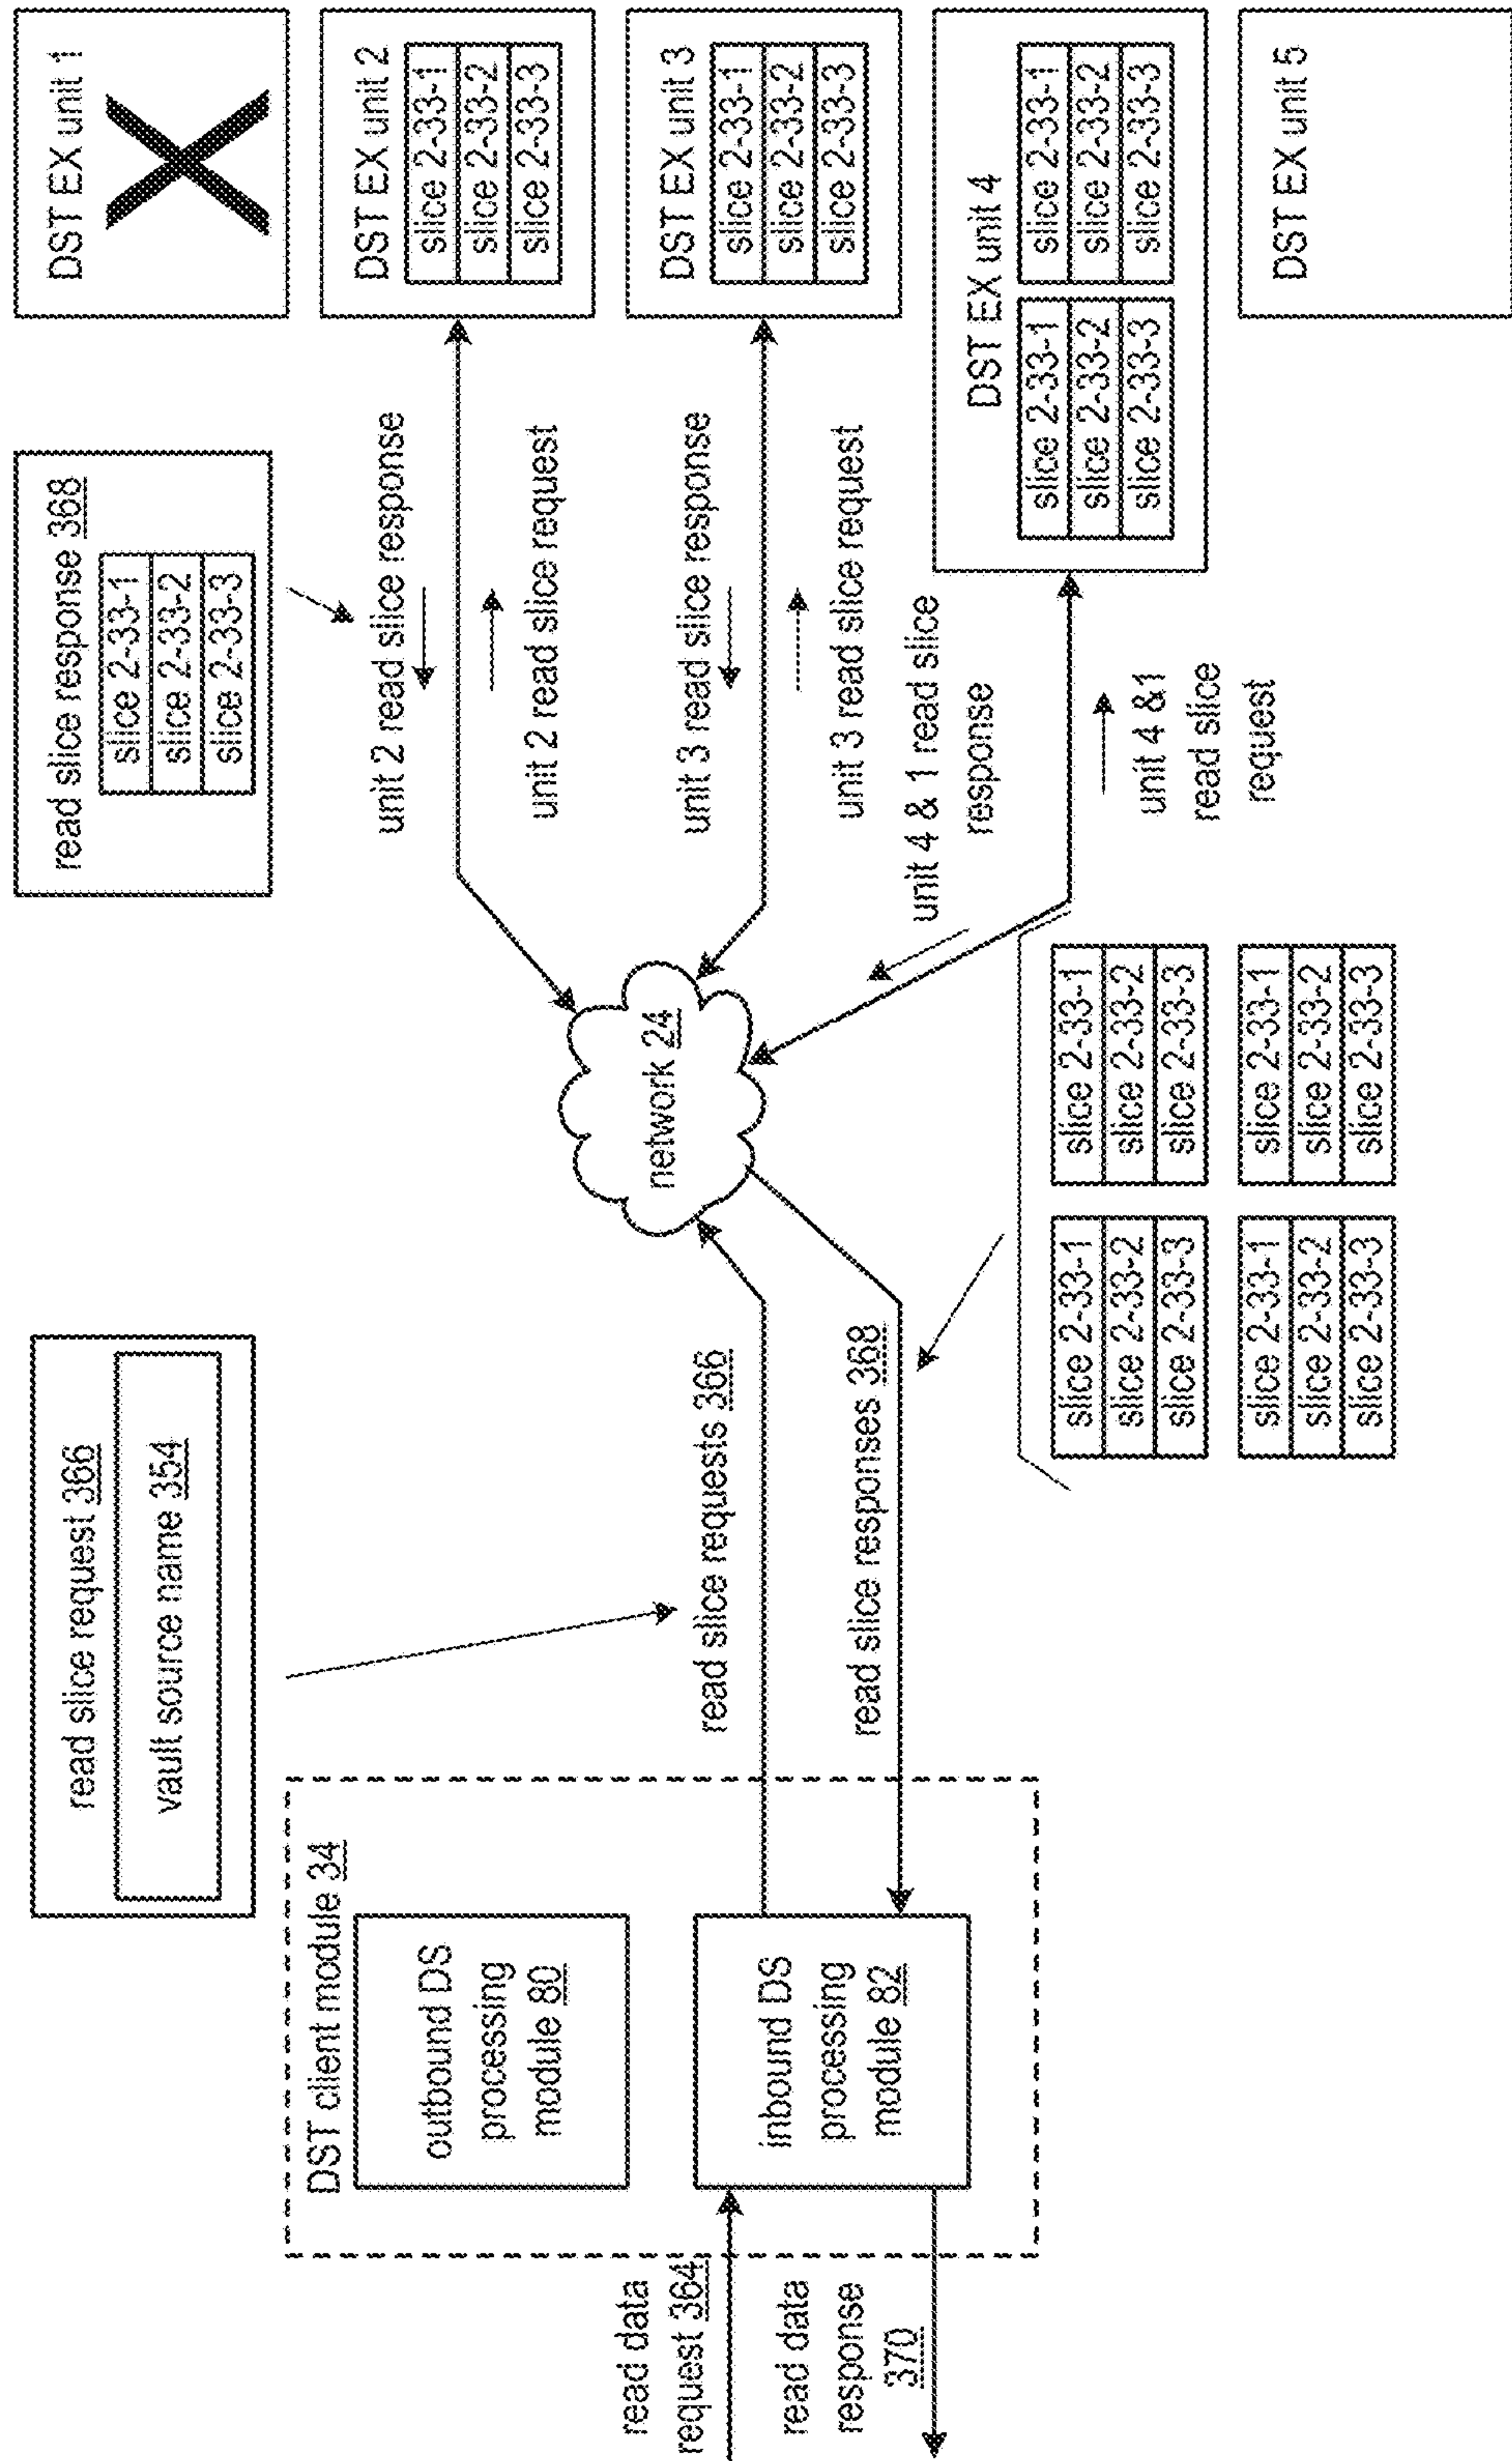 read slice request 366
vault source name 354
read slice response 368
slice 2-33-1
slice 2-33-2
slice 2-33-3
DST EX unit 1
DST client module 34
outbound DS
processing
module 80
inbound DS
processing
module 82
read data
request 364
read data
response
370
read slice requests 366
read slice responses 368
network 24
unit 2 read slice response
unit 2 read slice request
DST EX unit 2
slice 2-33-1
slice 2-33-2
slice 2-33-3
unit 3 read slice response
unit 3 read slice request
DST EX unit 3
slice 2-33-1
slice 2-33-2
slice 2-33-3
unit 4 & 1 read slice
response
unit 4 &1
read slice
request
DST EX unit 4
slice 2-33-1
slice 2-33-2
slice 2-33-3
slice 2-33-1
slice 2-33-2
slice 2-33-3
slice 2-33-1
slice 2-33-2
slice 2-33-3
slice 2-33-1
slice 2-33-2
slice 2-33-3
slice 2-33-1
slice 2-33-2
slice 2-33-3
slice 2-33-1
slice 2-33-2
slice 2-33-3
DST EX unit 5